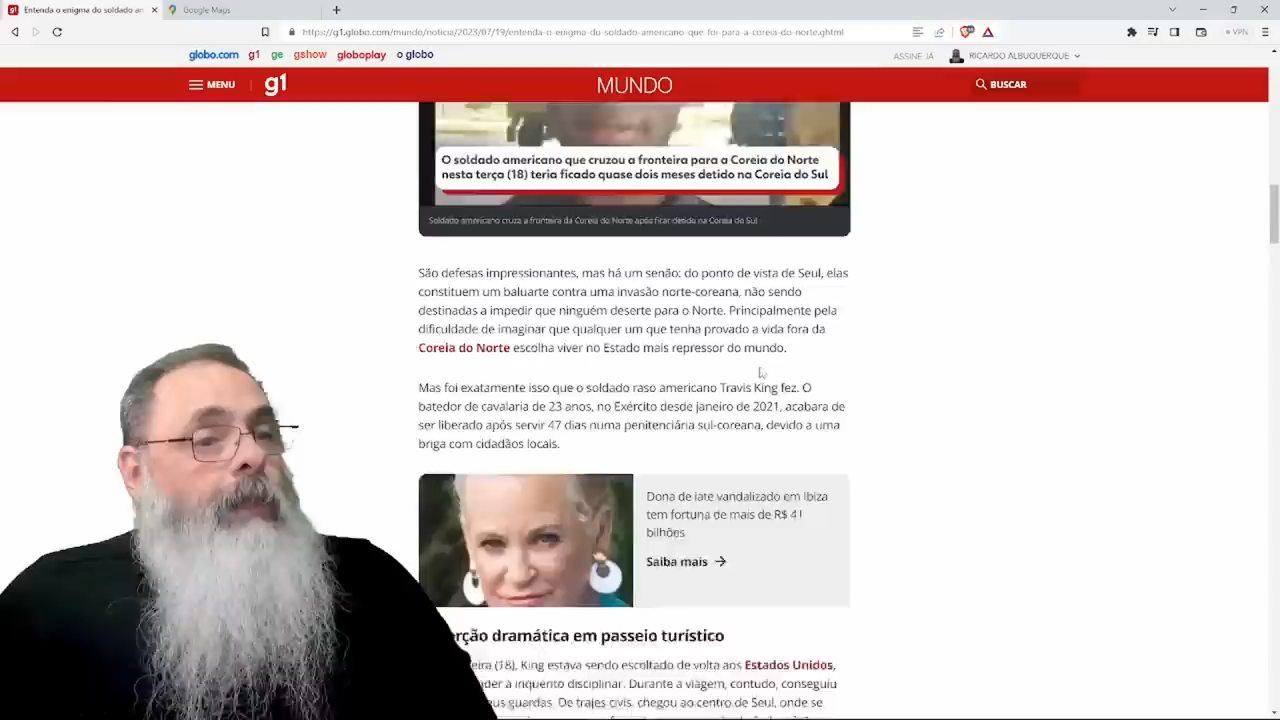 Entenda o enigma do soldado an
Google Maps
https://g1.globo.com/mundo/noticia/2023/07/19/entenda-o-enigma-do-soldado-americano-que-foi-para-a-coreia-do-norte.ghtml
VPN
globo.com g1 ge gshow globoplay o globo
ASSINE JÁ
RICARDO ALBUQUERQUE
MENU
g1
MUNDO
BUSCAR
O soldado americano que cruzou a fronteira para a Coreia do Norte
nesta terça (18) teria ficado quase dois meses detido na Coreia do Sul
Soldado americano cruza a fronteira da Coreia do Norte após ficar detido na Coreia do Sul
São defesas impressionantes, mas há um senão: do ponto de vista de Seul, elas
constituem um baluarte contra uma invasão norte-coreana, não sendo
destinadas a impedir que ninguém deserte para o Norte. Principalmente pela
dificuldade de imaginar que qualquer um que tenha provado a vida fora da
Coreia do Norte escolha viver no Estado mais repressor do mundo.
Mas foi exatamente isso que o soldado raso americano Travis King fez. O
batedor de cavalaria de 23 anos, no Exército desde janeiro de 2021, acabara de
ser liberado após servir 47 dias numa penitenciária sul-coreana, devido a uma
briga com cidadãos locais.
Dona de iate vandalizado em Ibiza
tem fortuna de mais de R$ 41
bilhões
Saiba mais →
erção dramática em passeio turístico
eira (18), King estava sendo escoltado de volta aos Estados Unidos,
nder a inquérito disciplinar. Durante a viagem, contudo, conseguiu
eus guardas. De trajes civis, chegou ao centro de Seul, onde se